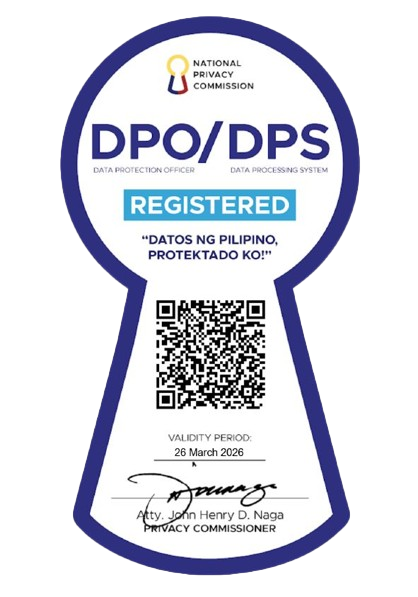 NATIONAL
PRIVACY
COMMISSION
DPO/DPS
DATA PROTECTION OFFICER DATA PROCESSING SYSTEM
REGISTERED
“DATOS NG PILIPINO,
PROTEKTADO KO!”
VALIDITY PERIOD:
26 March 2026
Atty. John Henry D. Naga
PRIVACY COMMISSIONER